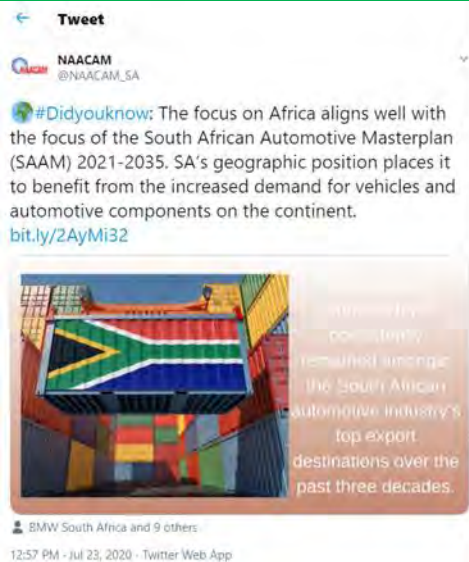 Tweet
NAACAM
NAACAM
@NAACAM_SA
#Didyouknow: The focus on Africa aligns well with
the focus of the South African Automotive Masterplan
(SAAM) 2021-2035. SA's geographic position places it
to benefit from the increased demand for vehicles and
automotive components on the continent.
bit.ly/2AyMi32
consistently
remained amongst
the South African
automotive industry's
top export
destinations over the
past three decades.
BMW South Africa and 9 others
12:57 PM - Jul 23, 2020 - Twitter Web App